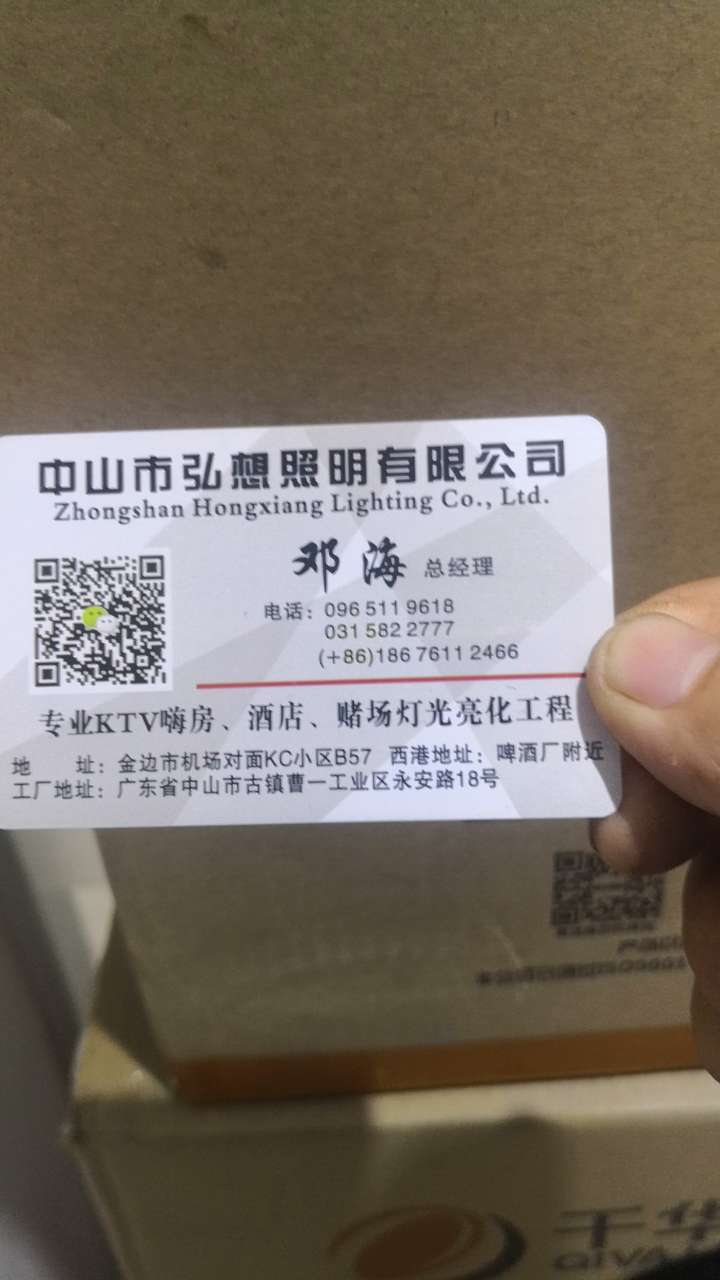 中山市弘想照明有限公司
Zhongshan Hongxiang Lighting Co., Ltd.
邓海 总经理
电话：096 511 9618
031 582 2777
(+86)186 7611 2466
专业KTV嗨房、酒店、赌场灯光亮化工程
地 址：金边市机场对面KC小区B57 西港地址：啤酒厂附近
工厂地址：广东省中山市古镇曹一工业区永安路18号